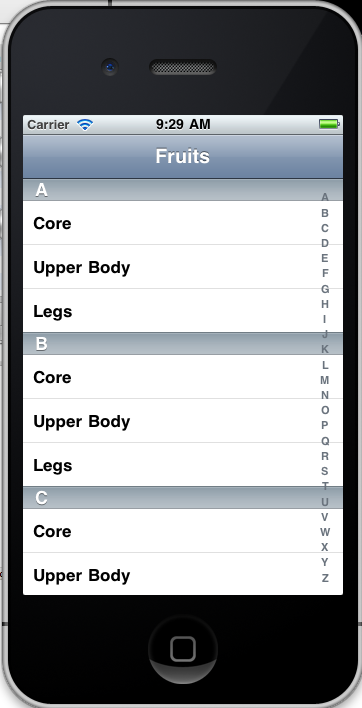 Carrier 9:29 AM
Fruits
A
Core
Upper Body
Legs
B
Core
Upper Body
Legs
C
Core
Upper Body
A
B
C
D
E
F
G
H
I
J
K
L
M
N
O
P
Q
R
S
T
U
V
W
X
Y
Z